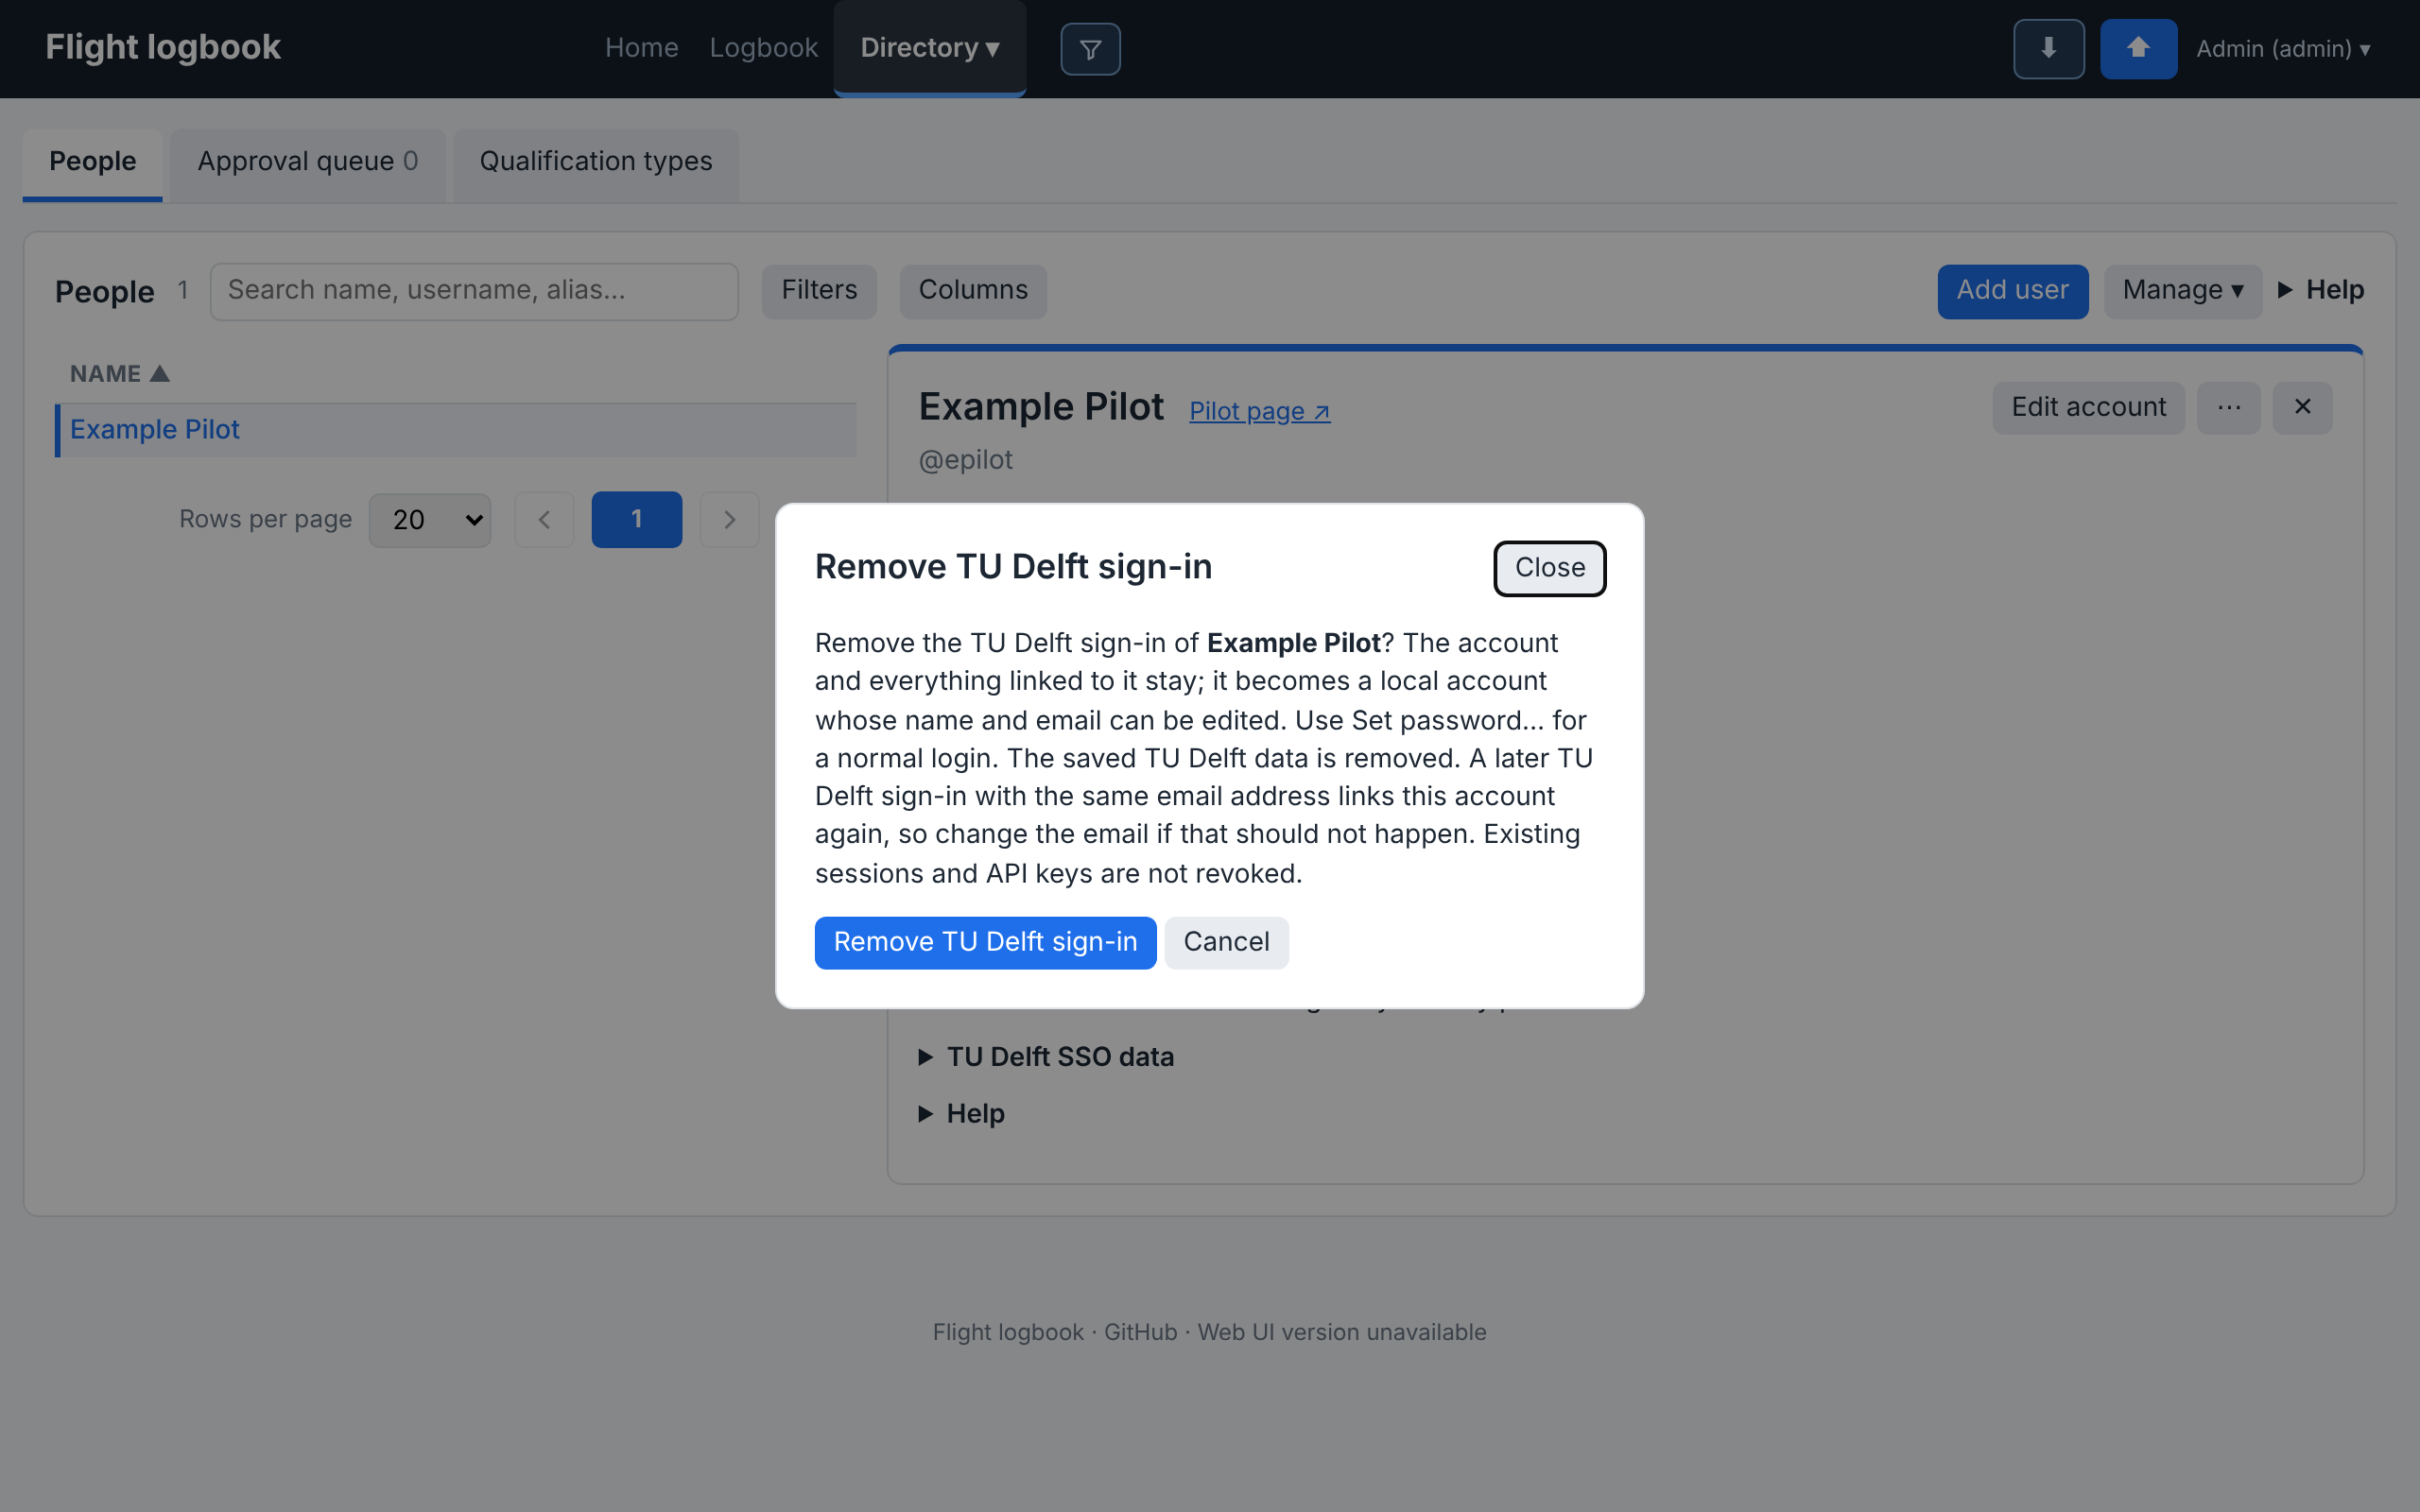 Flight logbook
Home
Logbook
Directory ▾
Admin (admin) ▾
People
Approval queue 0
Qualification types
People 1
Search name, username, alias...
Filters
Columns
Add user
Manage ▾
▶ Help
NAME ▲
Example Pilot
Rows per page
20
1
Example Pilot
Pilot page ↗
Edit account
...
✕
@epilot
Remove TU Delft sign-in
Close
Remove the TU Delft sign-in of Example Pilot? The account
and everything linked to it stay; it becomes a local account
whose name and email can be edited. Use Set password... for
a normal login. The saved TU Delft data is removed. A later TU
Delft sign-in with the same email address links this account
again, so change the email if that should not happen. Existing
sessions and API keys are not revoked.
Remove TU Delft sign-in
Cancel
▶ TU Delft SSO data
▶ Help
Flight logbook · GitHub · Web UI version unavailable